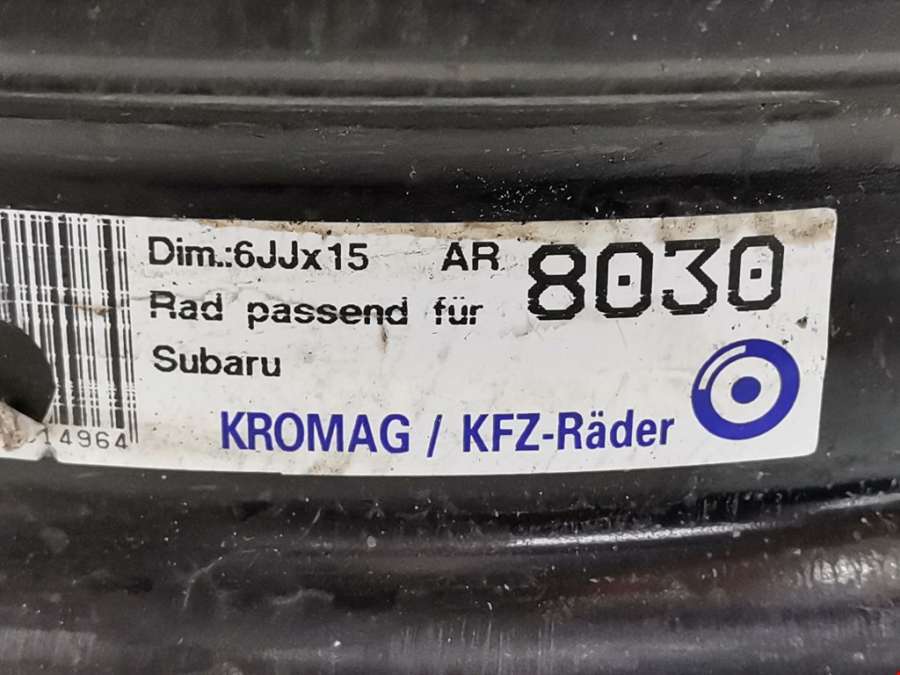 Dim.:6JJx15 AR 8030
Rad passend für
Subaru
KROMAG / KFZ-Räder
14964